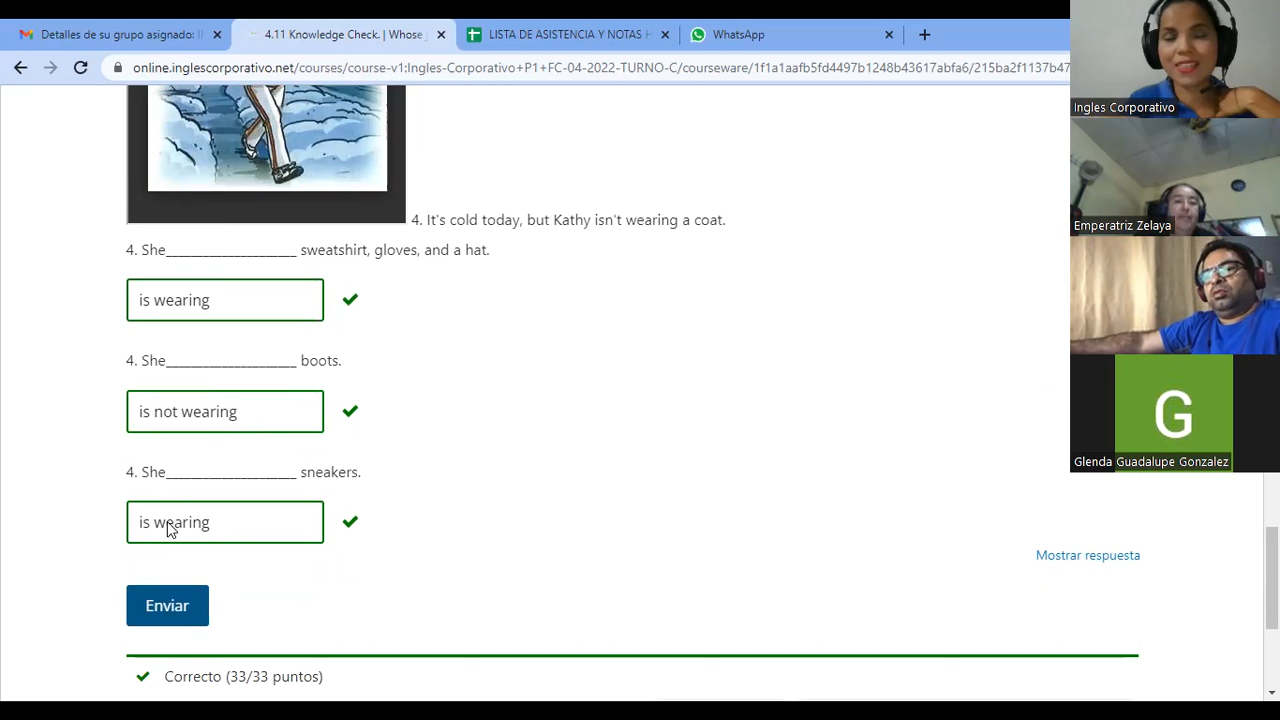 Detalles de su grupo asignado:
4.11 Knowledge Check. | Whose
LISTA DE ASISTENCIA Y NOTAS
WhatsApp
online.inglescorporativo.net/courses/course-v1:Ingles-Corporativo+P1+FC-04-2022-TURNO-C/courseware/1f1a1aafb5fd4497b1248b43617abfa6/215ba2f1137b47
Ingles Corporativo
Emperatriz Zelaya
G
Glenda Guadalupe Gonzalez
4. It's cold today, but Kathy isn't wearing a coat.
4. She____________________ sweatshirt, gloves, and a hat.
is wearing
4. She____________________ boots.
is not wearing
4. She____________________ sneakers.
is wearing
Mostrar respuesta
Enviar
Correcto (33/33 puntos)